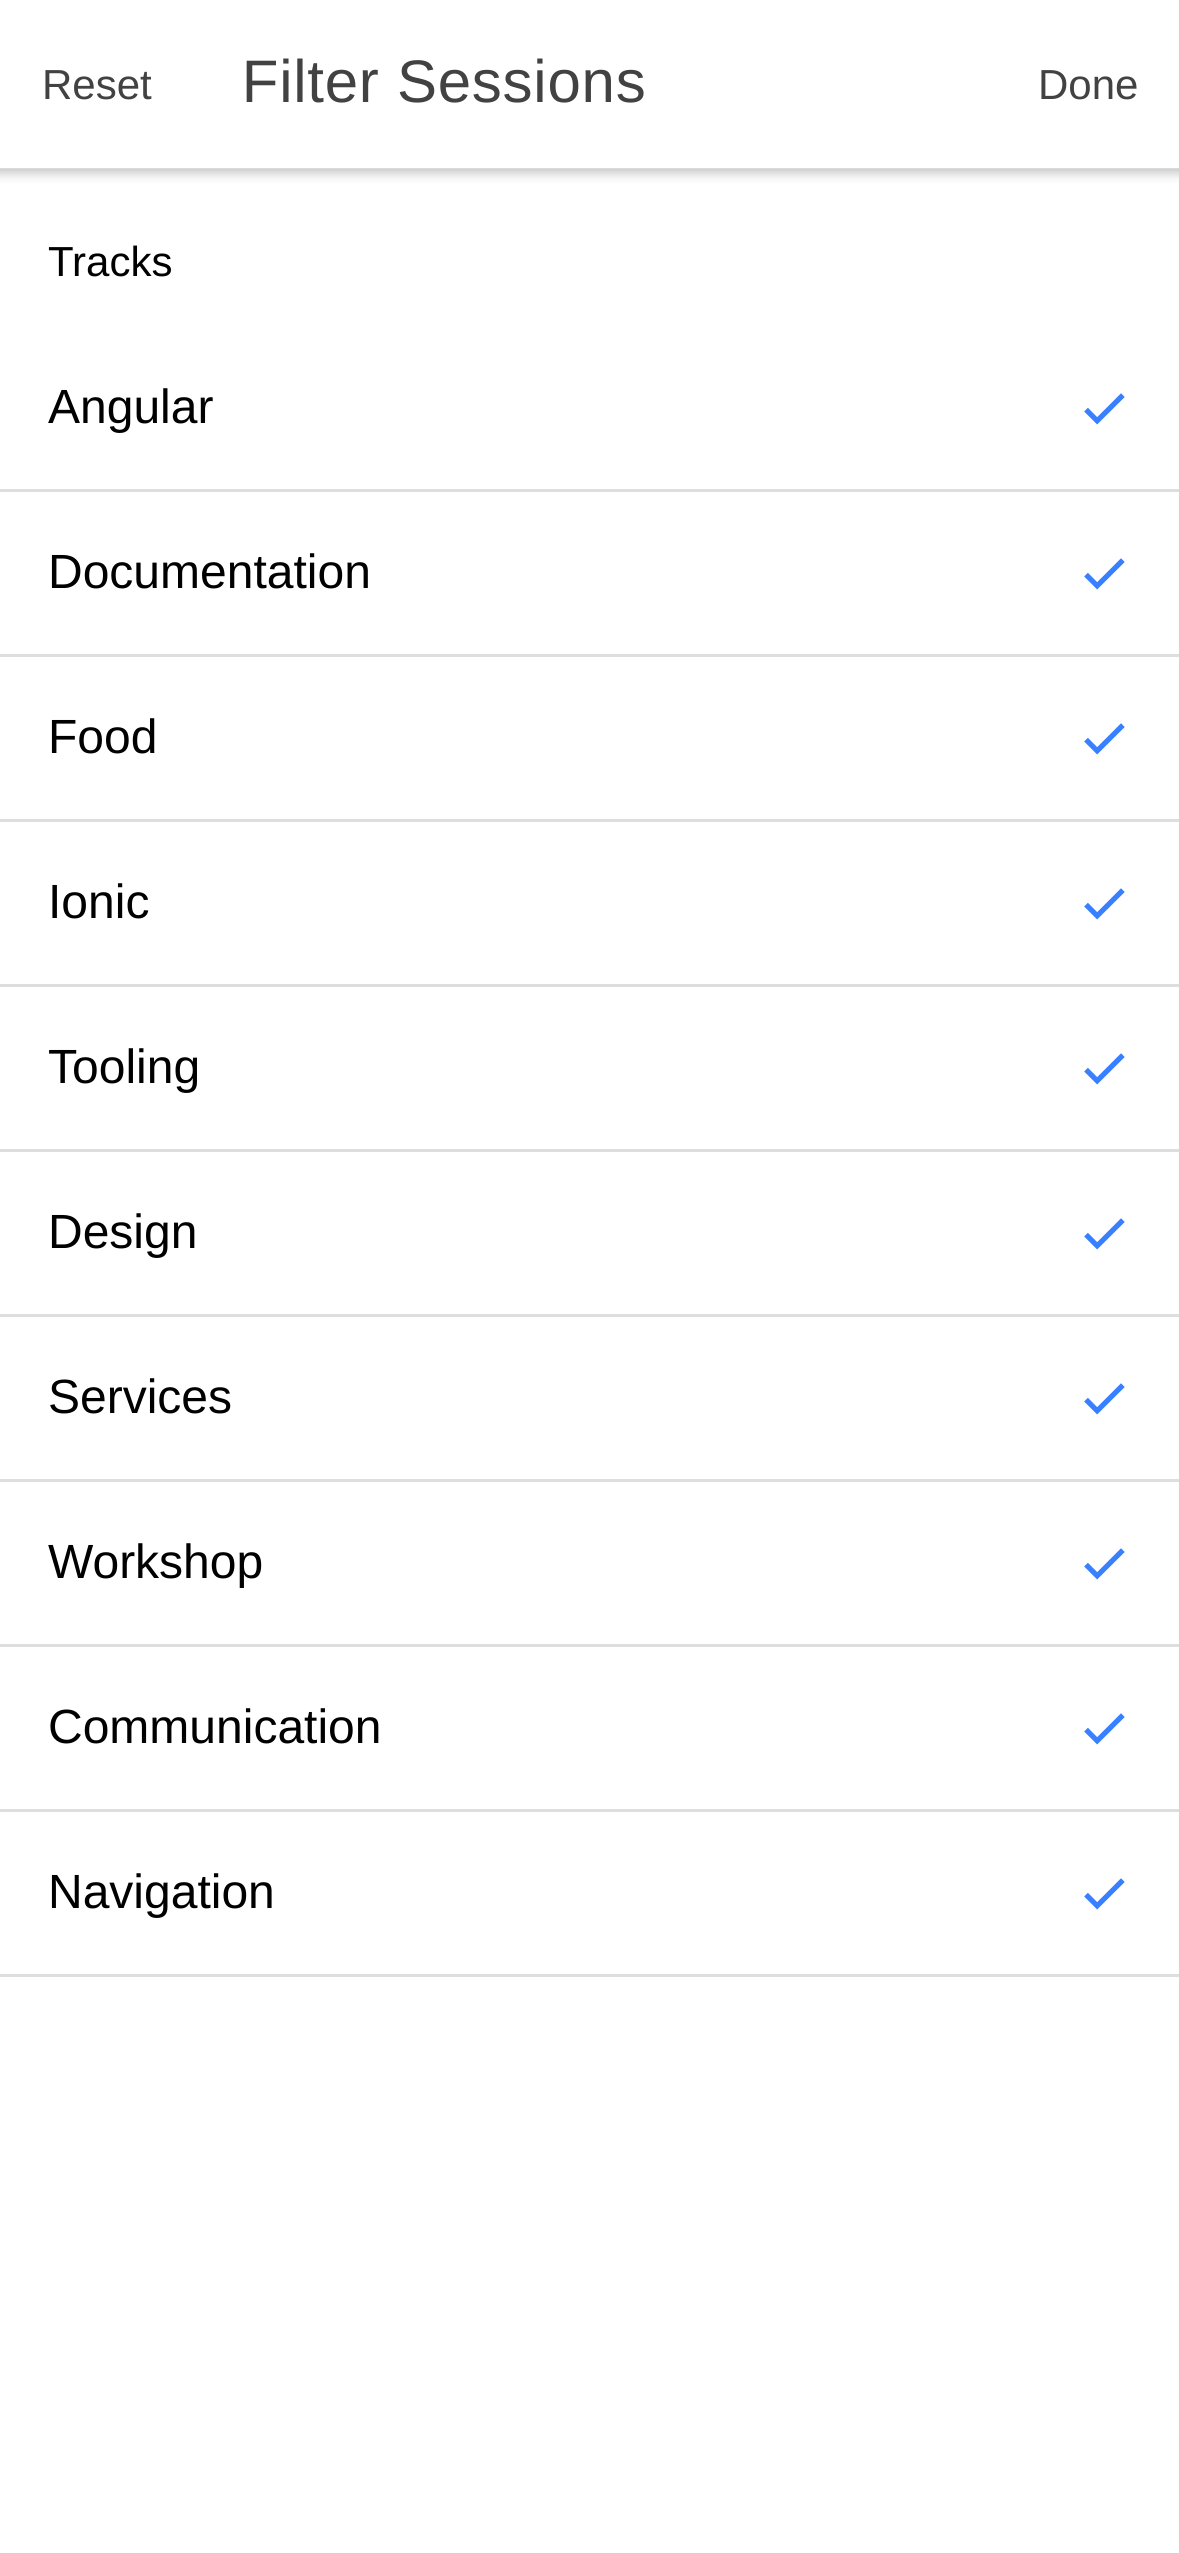 Reset Filter Sessions Done
Tracks
Angular
Documentation
Food
Ionic
Tooling
Design
Services
Workshop
Communication
Navigation